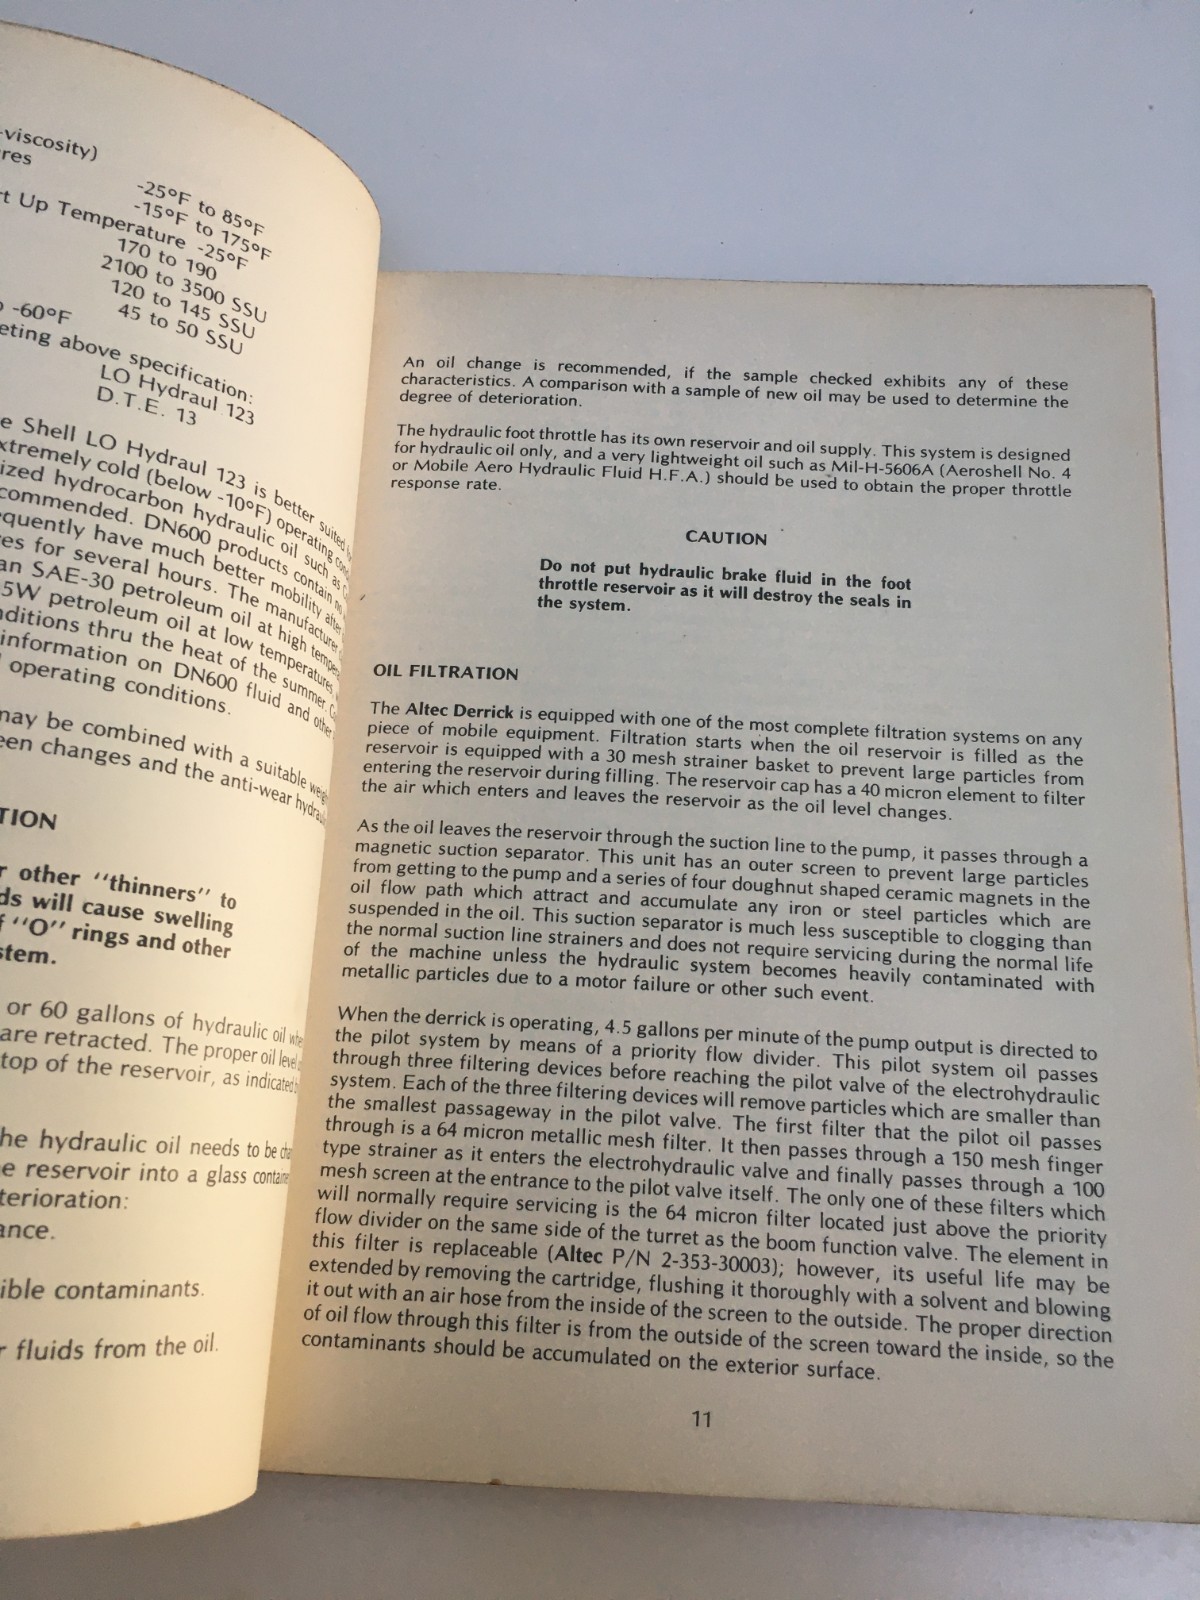 -viscosity)
res
-25°F to 85°F
-15°F to 175°F
rt Up Temperature -25°F
170 to 190
2100 to 3500 SSU
120 to 145 SSU
-60°F 45 to 50 SSU
eting above specification:
LO Hydraul 123
D.T.E. 13
e Shell LO Hydraul 123 is better suited
xtremely cold (below -10°F) operating
ized hydrocarbon hydraulic oil such as
commended. DN600 products contain no
equently have much better mobility after
es for several hours. The manufacturer
an SAE-30 petroleum oil at high
5W petroleum oil at low temperatures,
nditions thru the heat of the summer.
information on DN600 fluid and other
operating conditions.
may be combined with a suitable
een changes and the anti-wear
TION
r other "thinners" to
ds will cause swelling
f "O" rings and other
stem.
or 60 gallons of hydraulic oil
are retracted. The proper oil level
top of the reservoir, as indicated
he hydraulic oil needs to be
e reservoir into a glass
terioration:
ance.
ible contaminants.
r fluids from the oil.
An oil change is recommended, if the sample checked exhibits any of these
characteristics. A comparison with a sample of new oil may be used to determine the
degree of deterioration.
The hydraulic foot throttle has its own reservoir and oil supply. This system is designed
for hydraulic oil only, and a very lightweight oil such as Mil-H-5606A (Aeroshell No. 4
or Mobile Aero Hydraulic Fluid H.F.A.) should be used to obtain the proper throttle
response rate.
CAUTION
Do not put hydraulic brake fluid in the foot
throttle reservoir as it will destroy the seals in
the system.
OIL FILTRATION
The Altec Derrick is equipped with one of the most complete filtration systems on any
piece of mobile equipment. Filtration starts when the oil reservoir is filled as the
reservoir is equipped with a 30 mesh strainer basket to prevent large particles from
entering the reservoir during filling. The reservoir cap has a 40 micron element to filter
the air which enters and leaves the reservoir as the oil level changes.
As the oil leaves the reservoir through the suction line to the pump, it passes through a
magnetic suction separator. This unit has an outer screen to prevent large particles
from getting to the pump and a series of four doughnut shaped ceramic magnets in the
oil flow path which attract and accumulate any iron or steel particles which are
suspended in the oil. This suction separator is much less susceptible to clogging than
the normal suction line strainers and does not require servicing during the normal life
of the machine unless the hydraulic system becomes heavily contaminated with
metallic particles due to a motor failure or other such event.
When the derrick is operating, 4.5 gallons per minute of the pump output is directed to
the pilot system by means of a priority flow divider. This pilot system oil passes
through three filtering devices before reaching the pilot valve of the electrohydraulic
system. Each of the three filtering devices will remove particles which are smaller than
the smallest passageway in the pilot valve. The first filter that the pilot oil passes
through is a 64 micron metallic mesh filter. It then passes through a 150 mesh finger
type strainer as it enters the electrohydraulic valve and finally passes through a 100
mesh screen at the entrance to the pilot valve itself. The only one of these filters which
will normally require servicing is the 64 micron filter located just above the priority
flow divider on the same side of the turret as the boom function valve. The element in
this filter is replaceable (Altec P/N 2-353-30003); however, its useful life may be
extended by removing the cartridge, flushing it thoroughly with a solvent and blowing
it out with an air hose from the inside of the screen to the outside. The proper direction
of oil flow through this filter is from the outside of the screen toward the inside, so the
contaminants should be accumulated on the exterior surface.
11